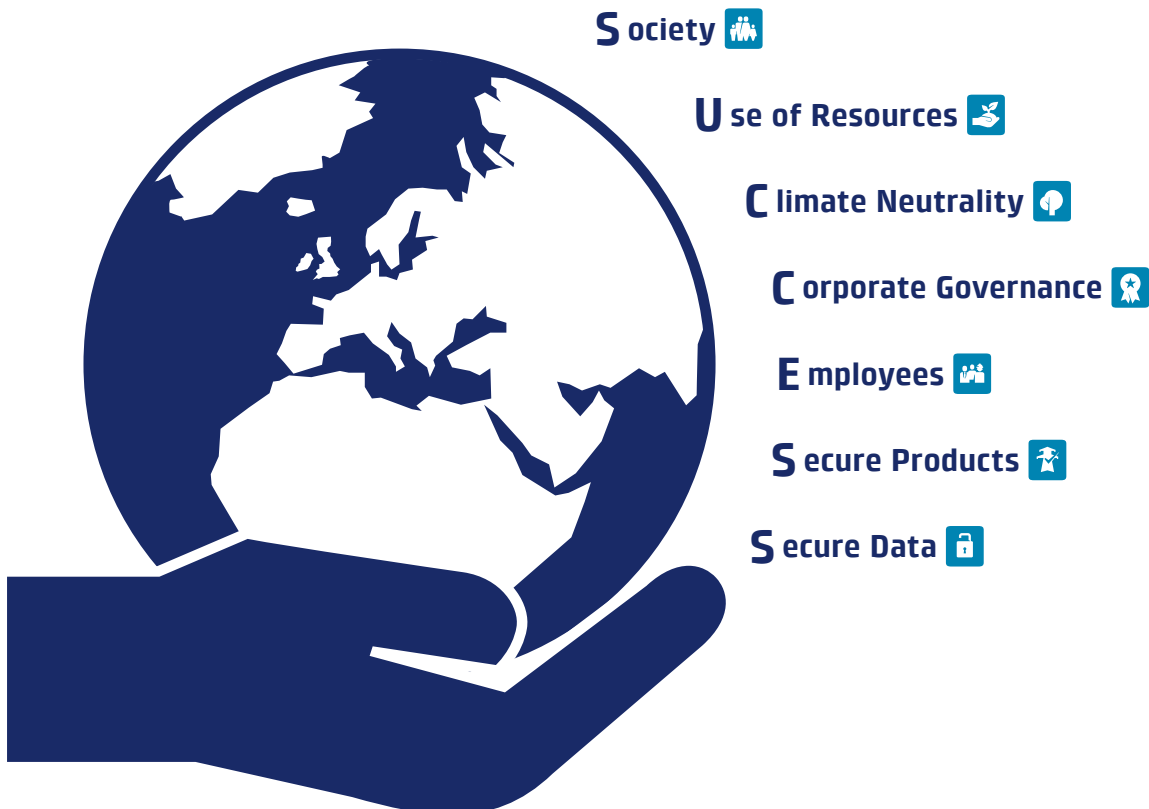 Society
Use of Resources
Climate Neutrality
Corporate Governance
Employees
Secure Products
Secure Data